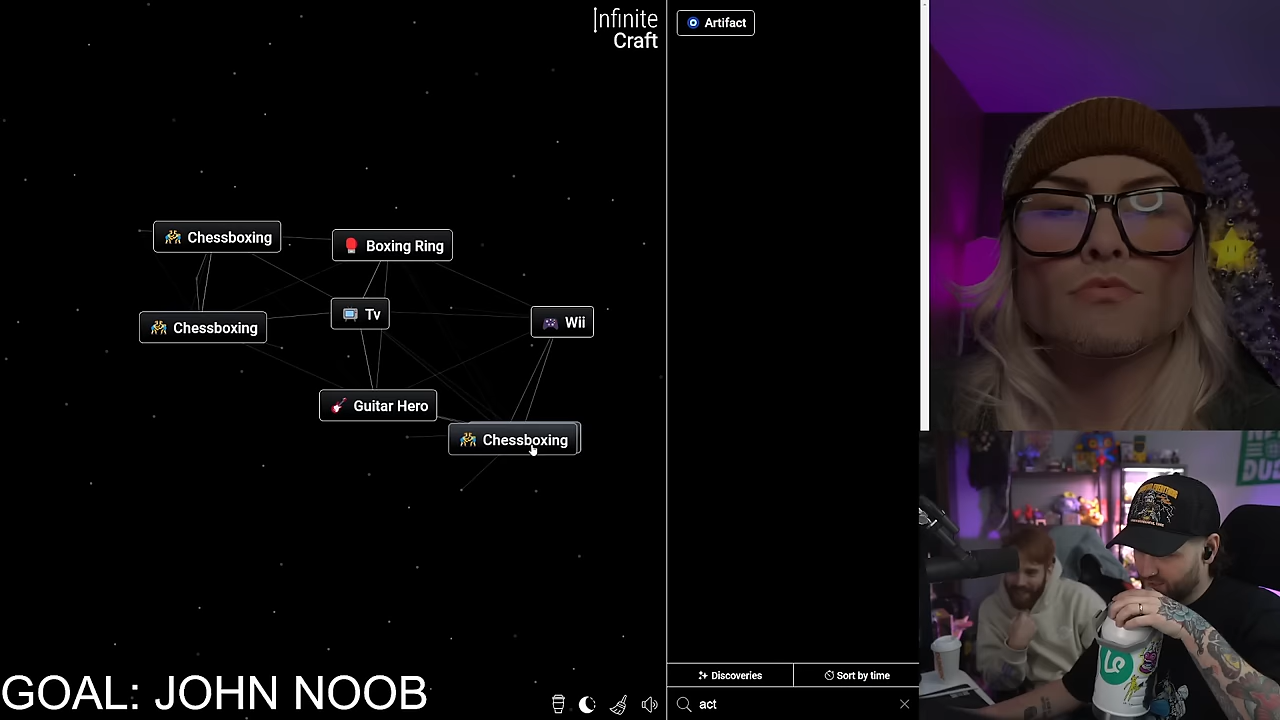 Infinite
Craft
Artifact
Chessboxing
Boxing Ring
Chessboxing
Tv
Wii
Guitar Hero
Chessboxing
Discoveries
Sort by time
act
GOAL: JOHN NOOB